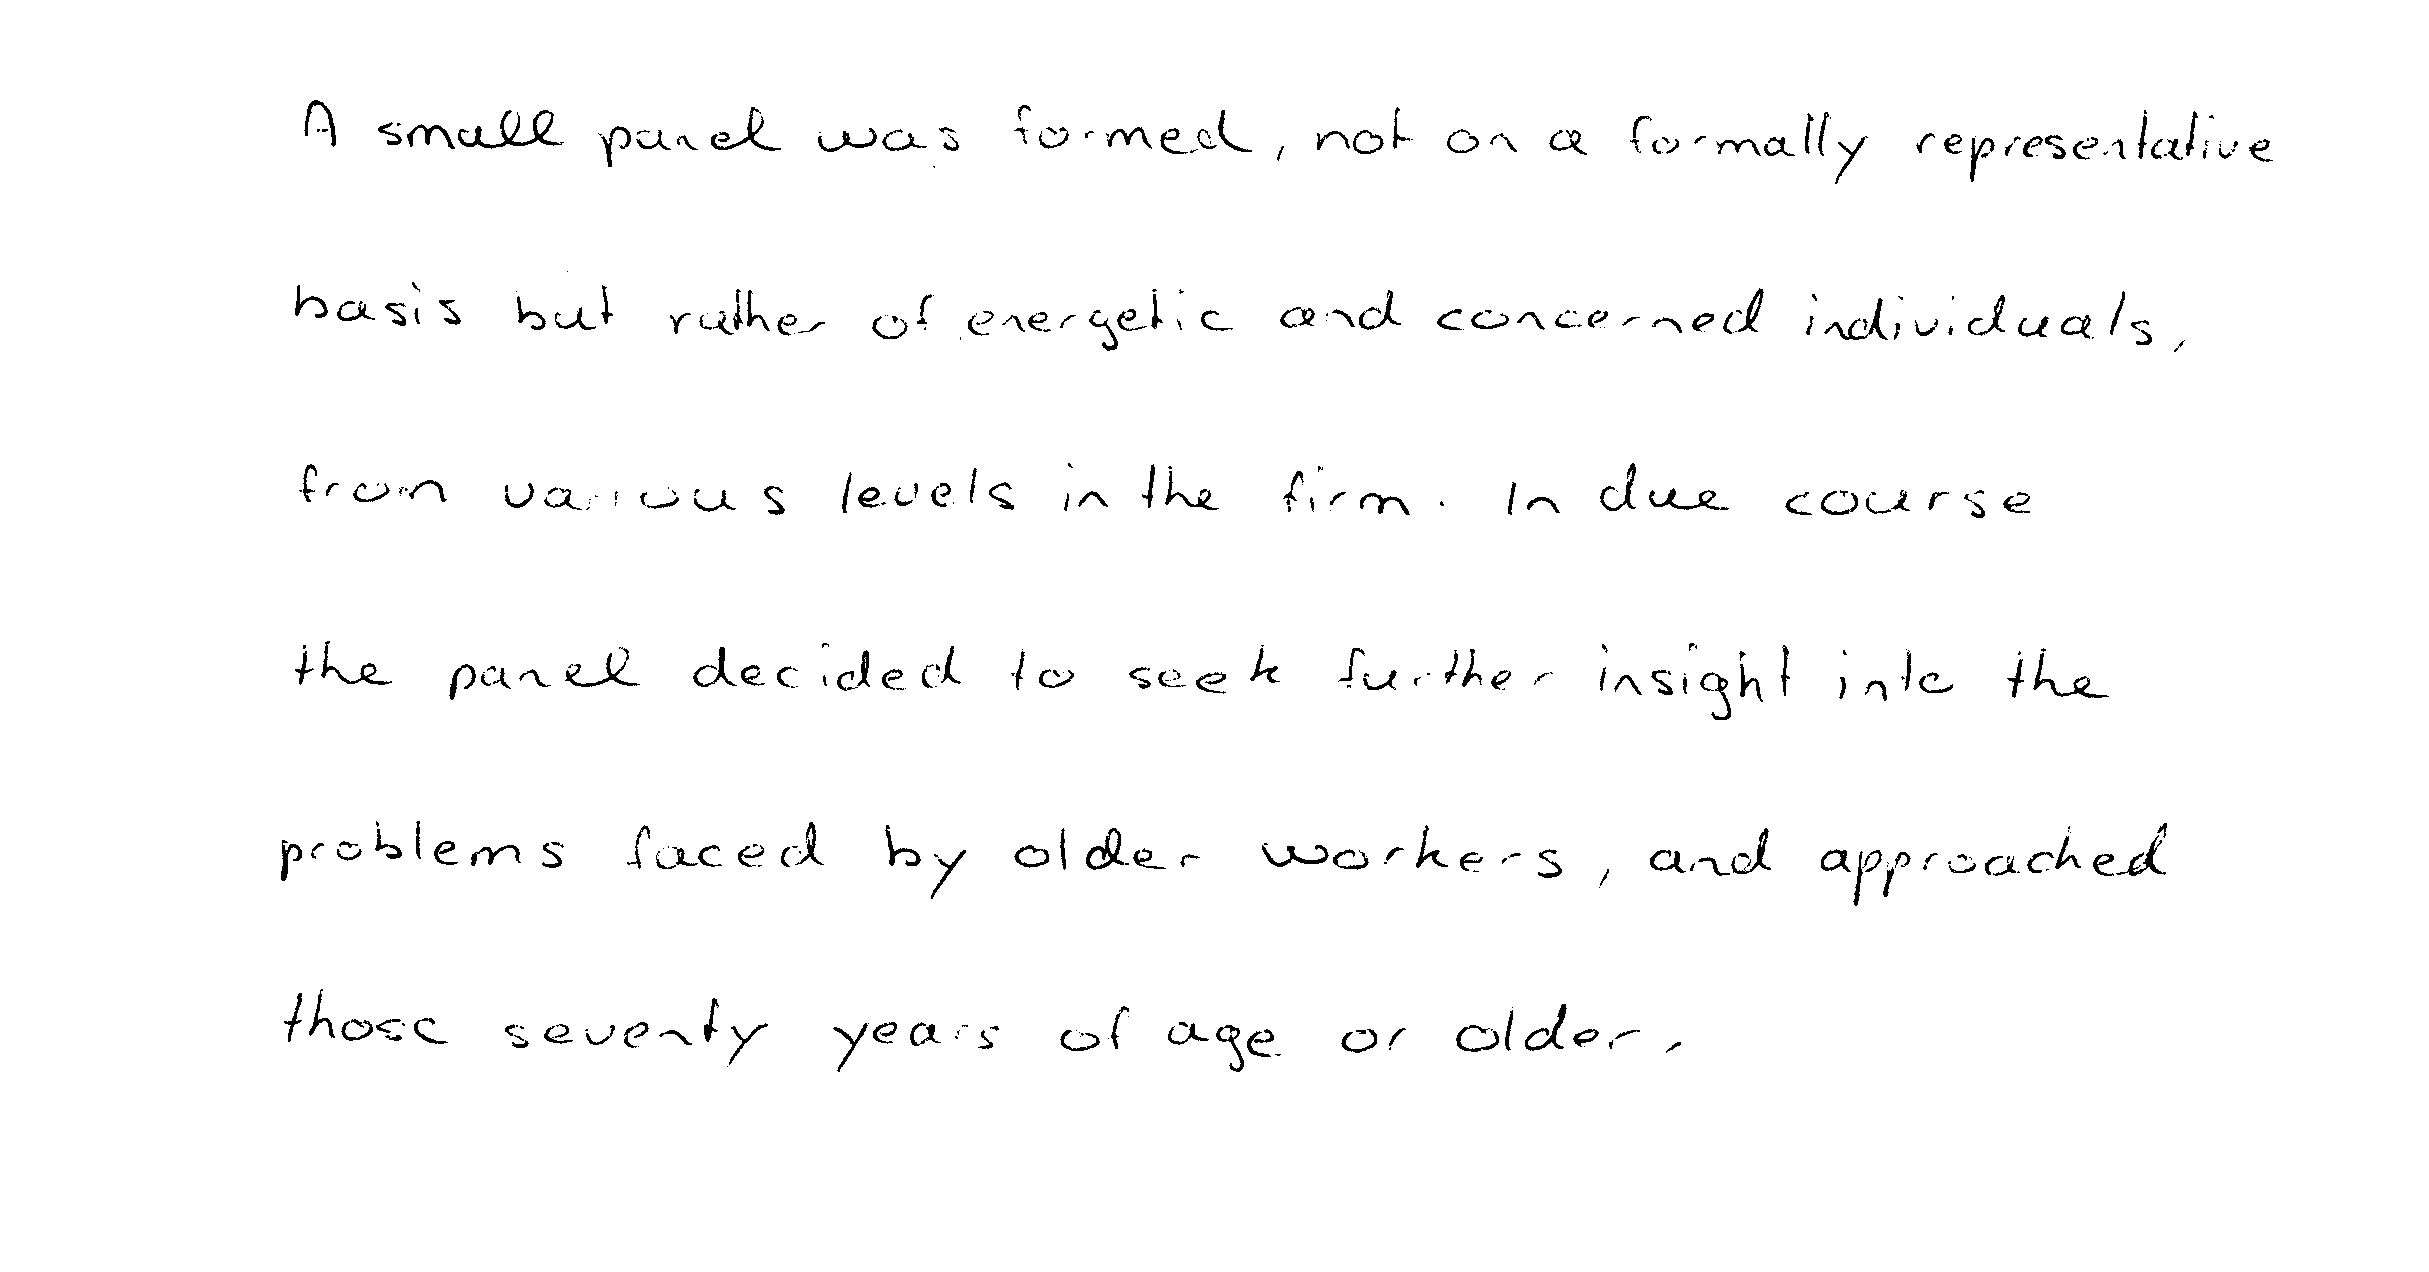 A small panel was formed, not on a formally representative
basis but rather of energetic and concerned individuals,
from various levels in the firm. In due course
the panel decided to seek further insight into the
problems faced by older workers, and approached
those seventy years of age or older.